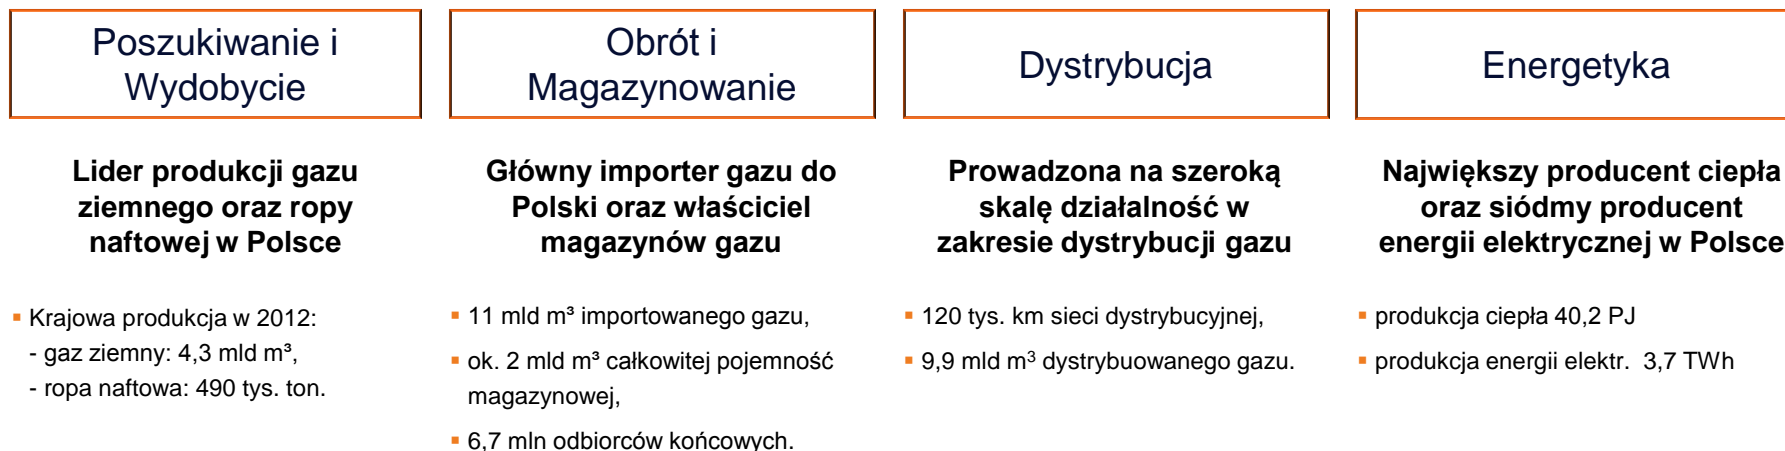 Poszukiwanie i
Wydobycie
Lider produkcji gazu
ziemnego oraz ropy
naftowej w Polsce
▪ Krajowa produkcja w 2012:
- gaz ziemny: 4,3 mld m³,
- ropa naftowa: 490 tys. ton.
Obrót i
Magazynowanie
Główny importer gazu do
Polski oraz właściciel
magazynów gazu
▪ 11 mld m³ importowanego gazu,
▪ ok. 2 mld m³ całkowitej pojemność
magazynowej,
▪ 6,7 mln odbiorców końcowych.
Dystrybucja
Prowadzona na szeroką
skalę działalność w
zakresie dystrybucji gazu
▪ 120 tys. km sieci dystrybucyjnej,
▪ 9,9 mld m³ dystrybuowanego gazu.
Energetyka
Największy producent ciepła
oraz siódmy producent
energii elektrycznej w Polsce
▪ produkcja ciepła 40,2 PJ
▪ produkcja energii elektr. 3,7 TWh